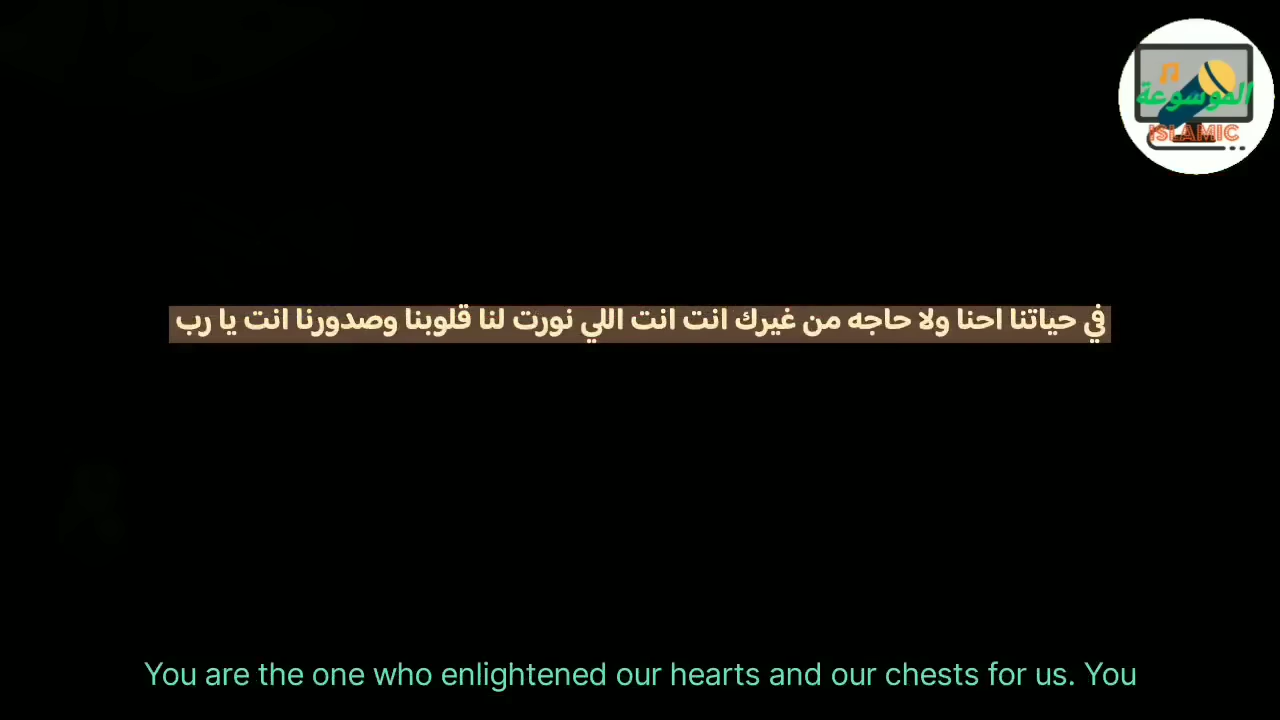 الموسوعة
ISLAMIC
في حياتنا احنا ولا حاجه من غيرك انت انت اللي نورت لنا قلوبنا وصدورنا انت يا رب
You are the one who enlightened our hearts and our chests for us. You